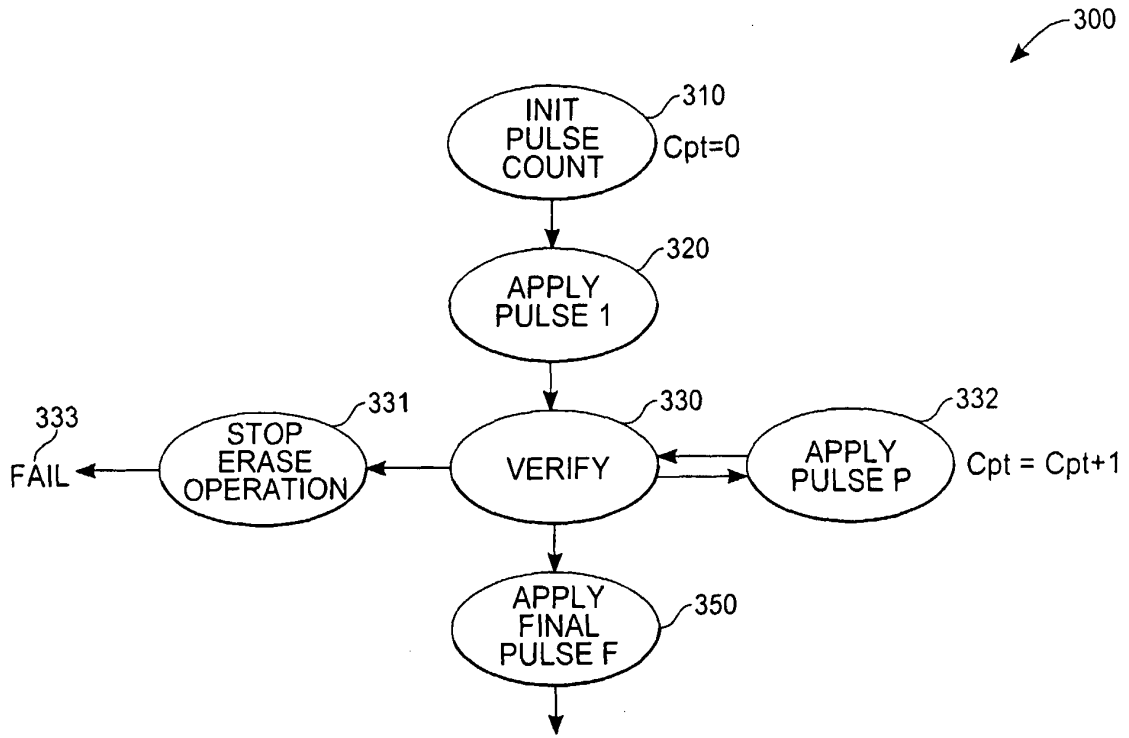 300
310
INIT
PULSE
COUNT
Cpt=0
320
APPLY
PULSE 1
333
FAIL
331
STOP
ERASE
OPERATION
330
VERIFY
332
APPLY
PULSE P
Cpt = Cpt+1
350
APPLY
FINAL
PULSE F